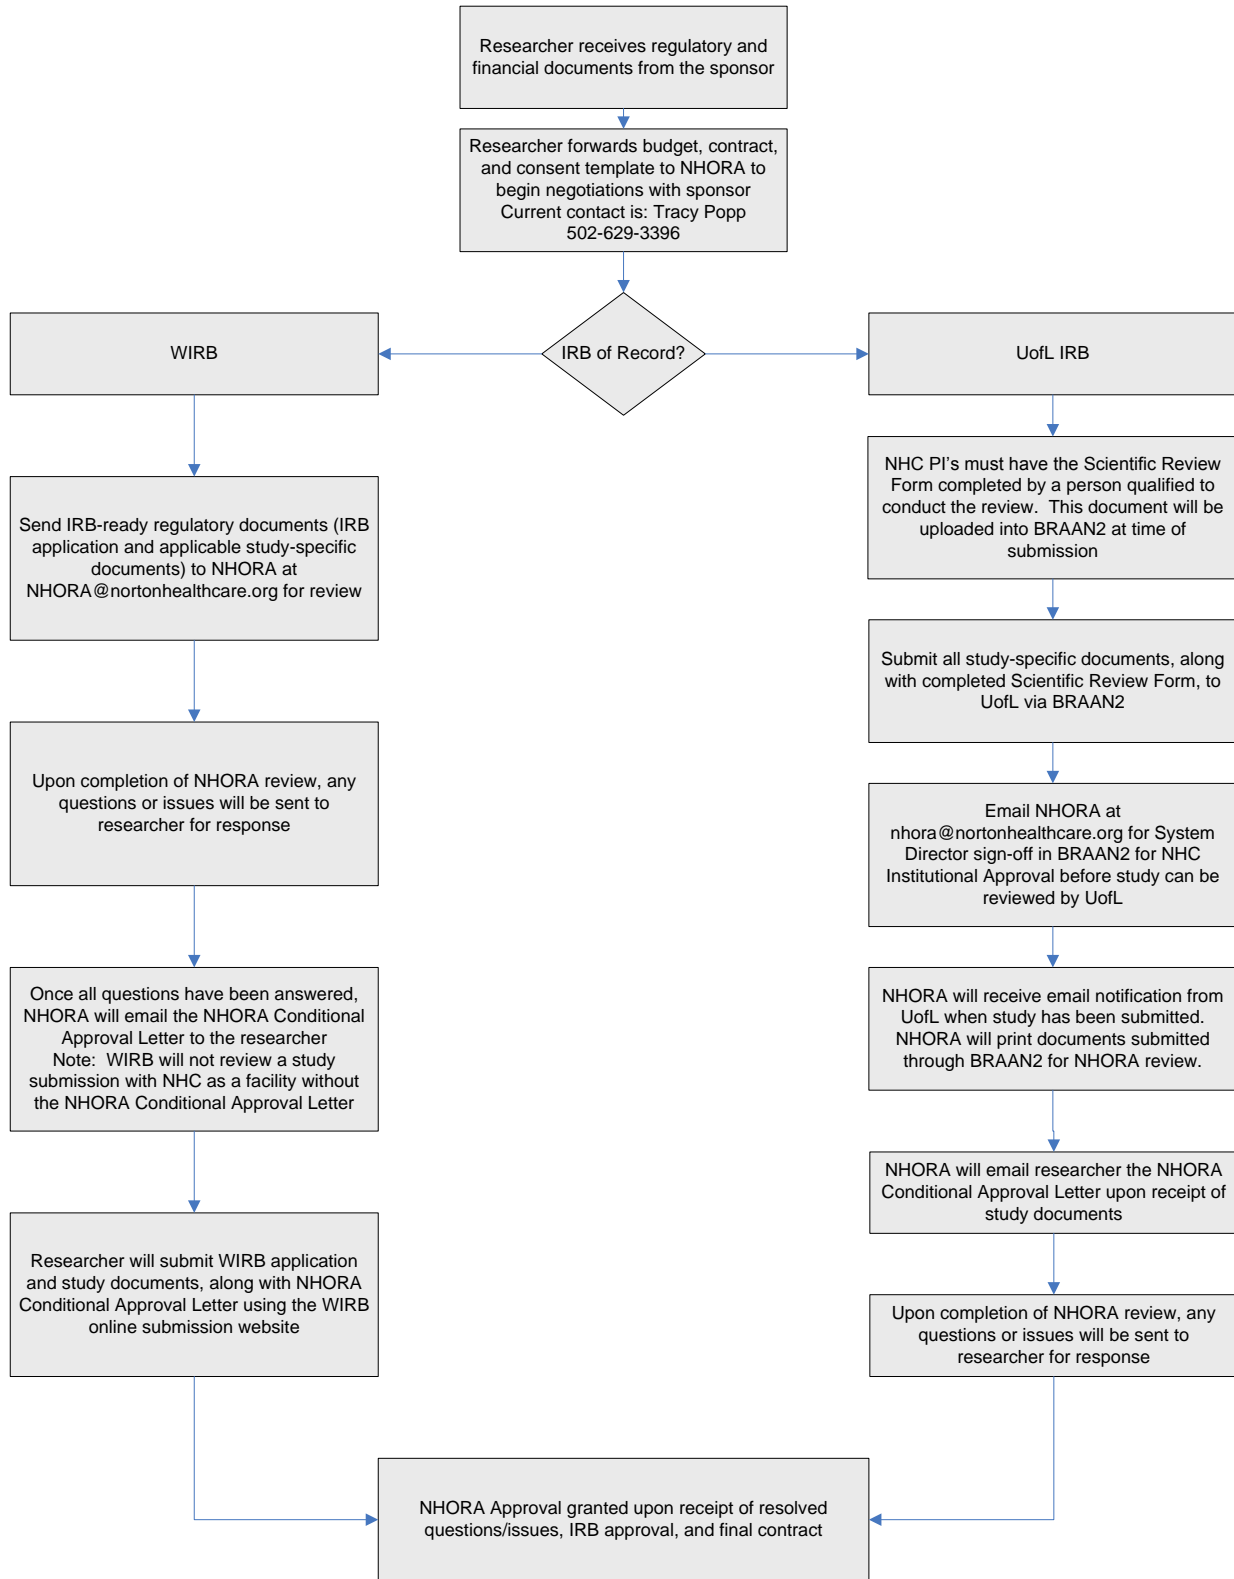 Researcher receives regulatory and
financial documents from the sponsor
Researcher forwards budget, contract,
and consent template to NHORA to
begin negotiations with sponsor
Current contact is: Tracy Popp
502-629-3396
IRB of Record?
WIRB
Send IRB-ready regulatory documents (IRB
application and applicable study-specific
documents) to NHORA at
NHORA@nortonhealthcare.org for review
Upon completion of NHORA review, any
questions or issues will be sent to
researcher for response
Once all questions have been answered,
NHORA will email the NHORA Conditional
Approval Letter to the researcher
Note:  WIRB will not review a study
submission with NHC as a facility without
the NHORA Conditional Approval Letter
Researcher will submit WIRB application
and study documents, along with NHORA
Conditional Approval Letter using the WIRB
online submission website
UofL IRB
NHC PI's must have the Scientific Review
Form completed by a person qualified to
conduct the review.  This document will be
uploaded into BRAAN2 at time of
submission
Submit all study-specific documents, along
with completed Scientific Review Form, to
UofL via BRAAN2
Email NHORA at
nhora@nortonhealthcare.org for System
Director sign-off in BRAAN2 for NHC
Institutional Approval before study can be
reviewed by UofL
NHORA will receive email notification from
UofL when study has been submitted.
NHORA will print documents submitted
through BRAAN2 for NHORA review.
NHORA will email researcher the NHORA
Conditional Approval Letter upon receipt of
study documents
Upon completion of NHORA review, any
questions or issues will be sent to
researcher for response
NHORA Approval granted upon receipt of resolved
questions/issues, IRB approval, and final contract